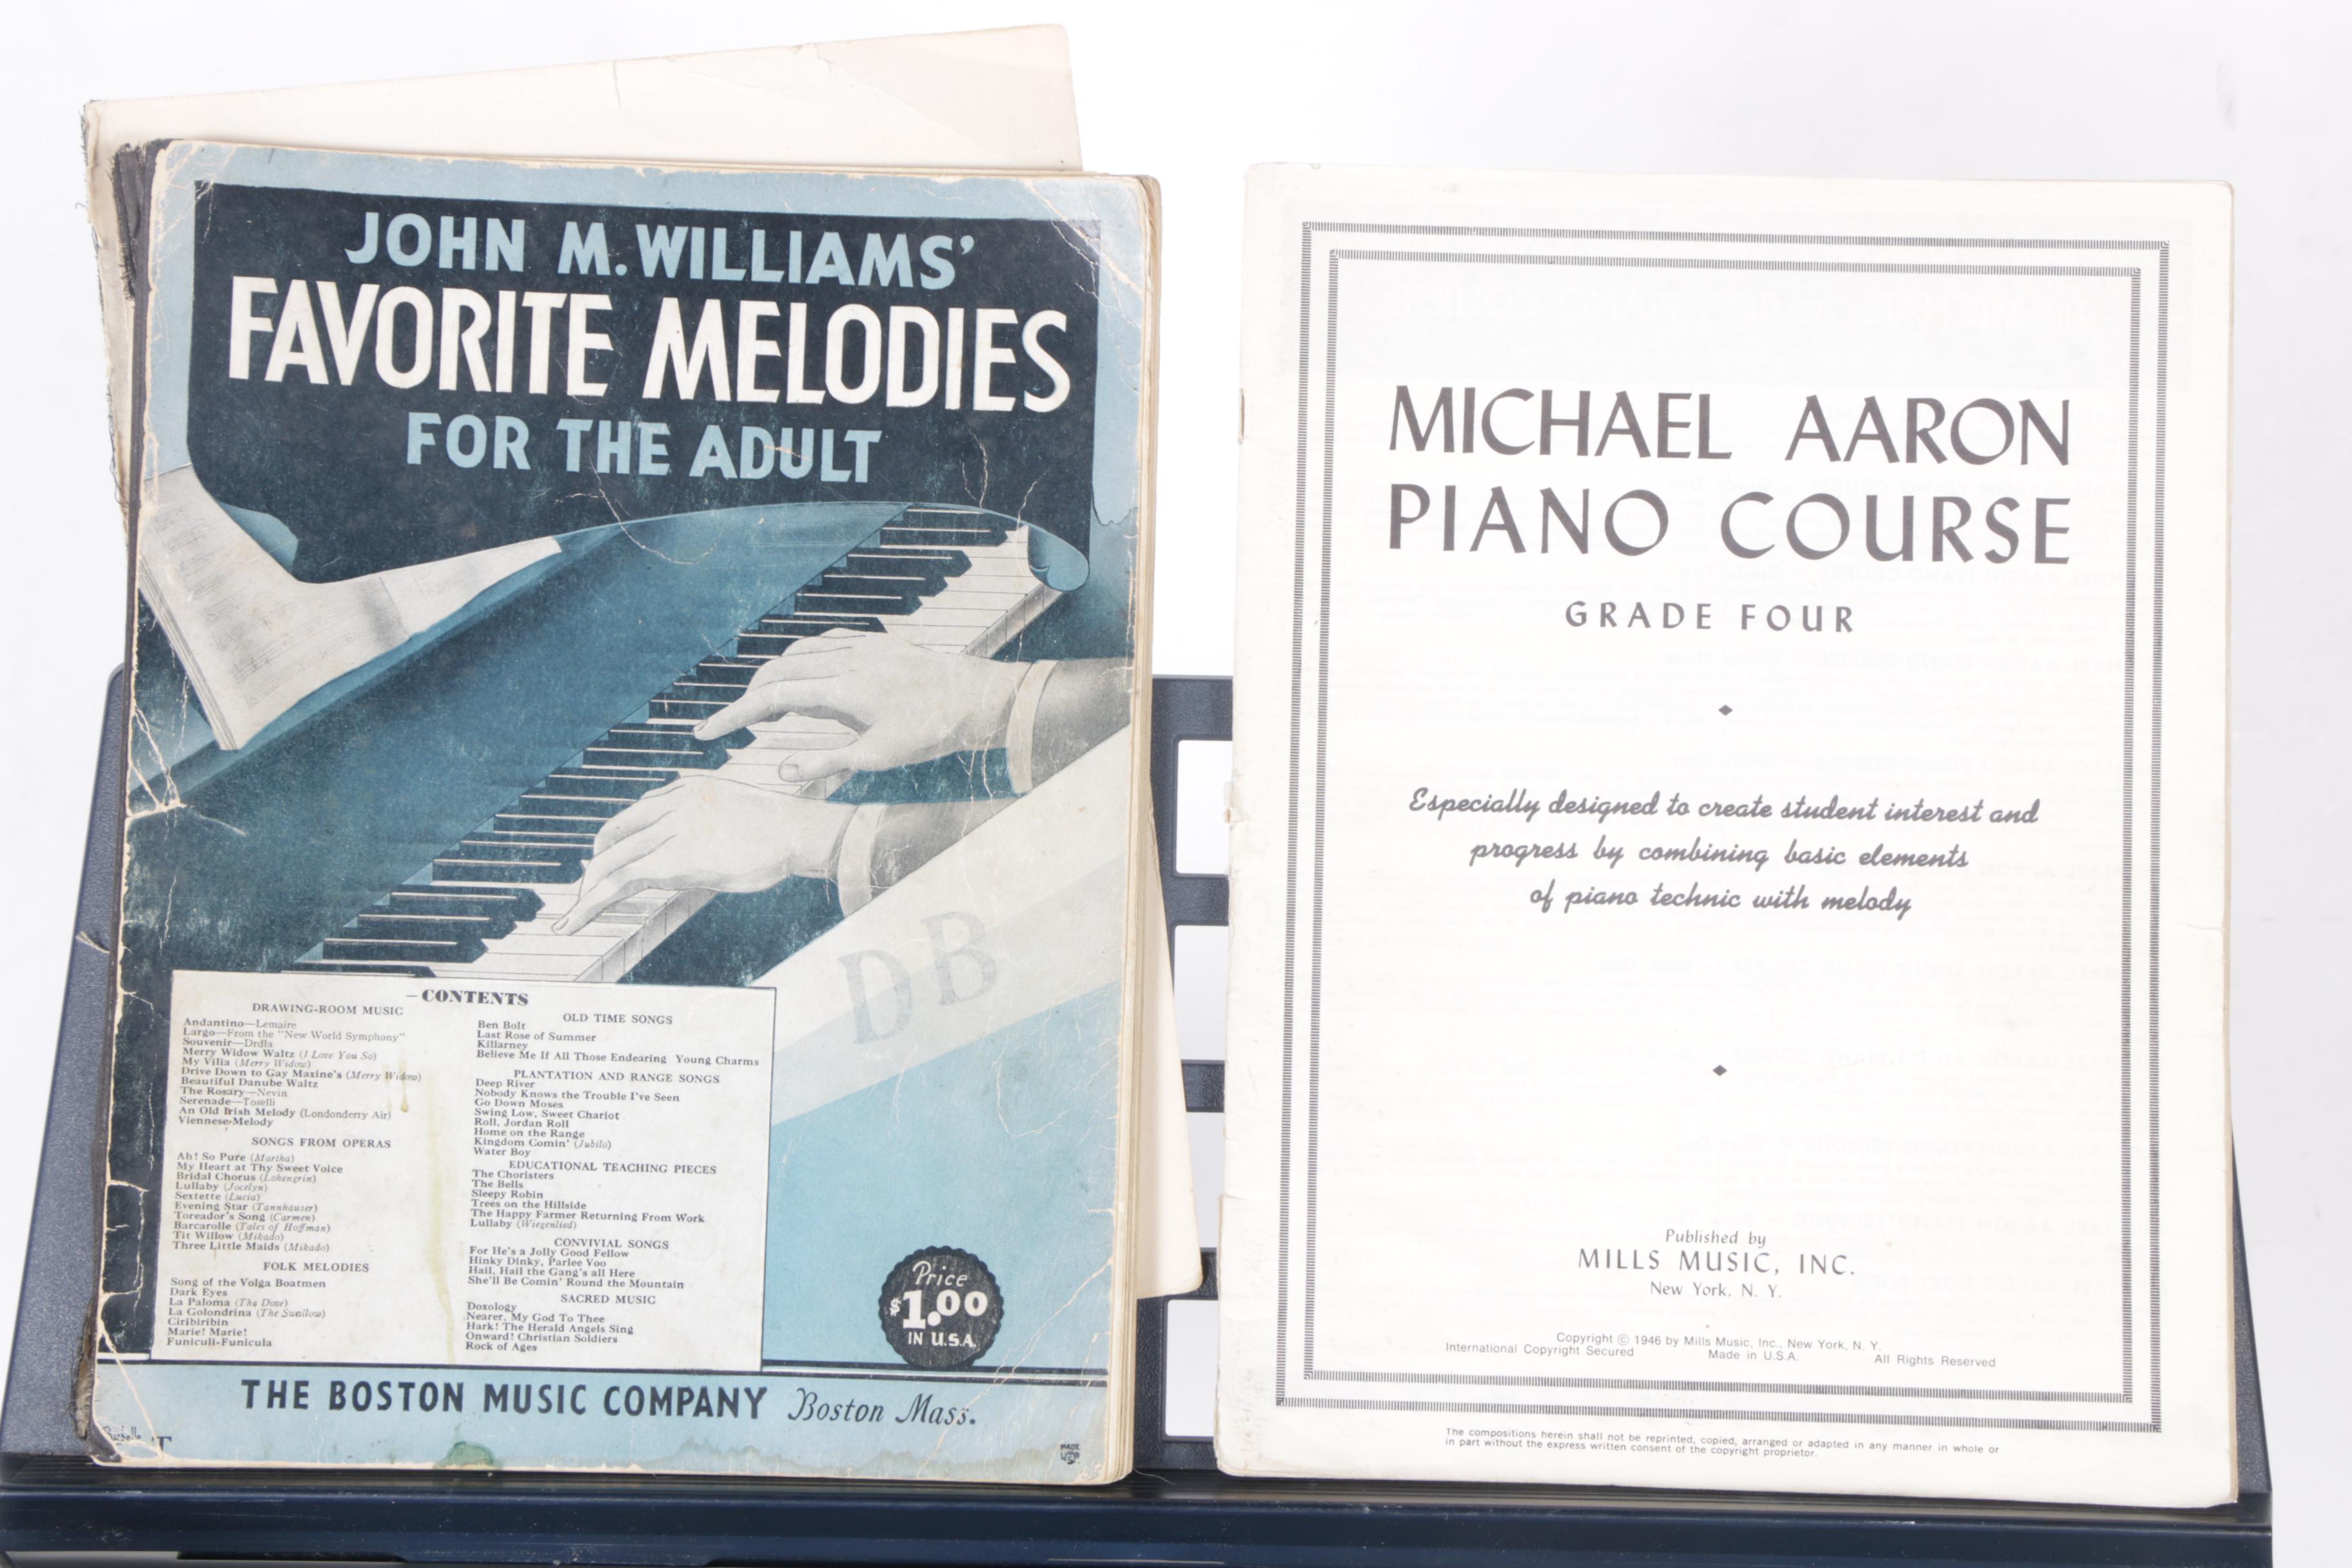 JOHN M. WILLIAMS'
FAVORITE MELODIES
FOR THE ADULT
DB
—CONTENTS
DRAWING-ROOM MUSIC
Andantino—Lemaire
Largo—From the "New World Symphony"
Souvenir—Drdla
Merry Widow Waltz (I Love You So)
My Vilia (Merry Widow)
Drive Down to Gay Maxine's (Merry Widow)
Beautiful Danube Waltz
The Rosary—Nevin
Serenade—Toselli
An Old Irish Melody (Londonderry Air)
Viennese Melody
SONGS FROM OPERAS
Ah! So Pure (Martha)
My Heart at Thy Sweet Voice
Bridal Chorus (Lohengrin)
Lullaby (Jocelyn)
Sextette (Lucia)
Evening Star (Tannhauser)
Toreador's Song (Carmen)
Barcarolle (Tales of Hoffman)
Tit Willow (Mikado)
Three Little Maids (Mikado)
FOLK MELODIES
Song of the Volga Boatmen
Dark Eyes
La Paloma (The Dove)
La Golondrina (The Swallow)
Ciribiribin
Marie! Marie!
Funiculi-Funicula
OLD TIME SONGS
Ben Bolt
Last Rose of Summer
Killarney
Believe Me If All Those Endearing Young Charms
PLANTATION AND RANGE SONGS
Deep River
Nobody Knows the Trouble I've Seen
Go Down Moses
Swing Low, Sweet Chariot
Roll, Jordan Roll
Home on the Range
Kingdom Comin' (Jubilo)
Water Boy
EDUCATIONAL TEACHING PIECES
The Choristers
The Bells
Sleepy Robin
Trees on the Hillside
The Happy Farmer Returning From Work
Lullaby (Wiegenlied)
CONVIVIAL SONGS
For He's a Jolly Good Fellow
Hinky Dinky, Parlee Voo
Hail, Hail the Gang's all Here
She'll Be Comin' Round the Mountain
SACRED MUSIC
Doxology
Nearer, My God To Thee
Hark! The Herald Angels Sing
Onward! Christian Soldiers
Rock of Ages
Price
$1.00
IN U.S.A.
THE BOSTON MUSIC COMPANY Boston Mass.
MADE
USA
MICHAEL AARON
PIANO COURSE
GRADE FOUR
Especially designed to create student interest and
progress by combining basic elements
of piano technic with melody
Published by
MILLS MUSIC, INC.
New York, N. Y.
Copyright © 1946 by Mills Music, Inc., New York, N. Y.
International Copyright Secured Made in U.S.A. All Rights Reserved
The compositions herein shall not be reprinted, copied, arranged or adapted in any manner in whole or
in part without the express written consent of the copyright proprietor.